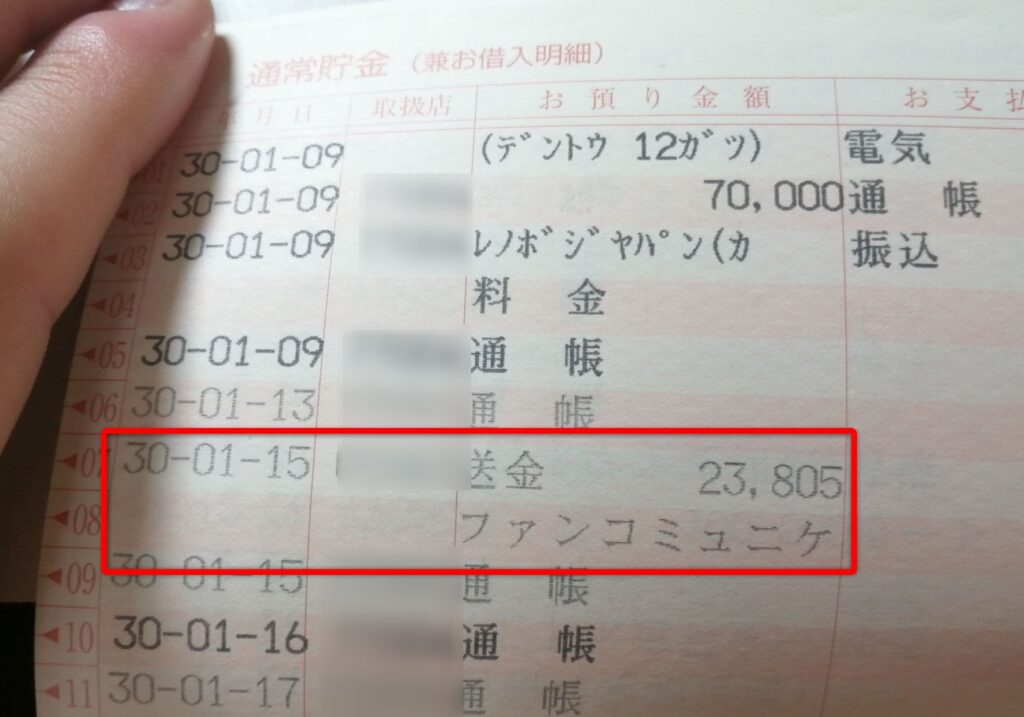 通常貯金（兼お借入明細）
年月日 取扱店 お預り金額 お支払
30-01-09 (ﾃﾞﾝﾄｳ 12ｶﾞﾂ) 電気
◀02 30-01-09 70,000 通 帳
◀03 30-01-09 ﾚﾉﾎﾞｼﾞﾔﾊﾟﾝ(ｶ 振込
◀04 料 金
◀05 30-01-09 通 帳
◀06 30-01-13 通 帳
◀07 30-01-15 送金 23,805
◀08 ファンコミュニケ
◀09 30-01-15 通 帳
◀10 30-01-16 通 帳
◀11 30-01-17 通 帳